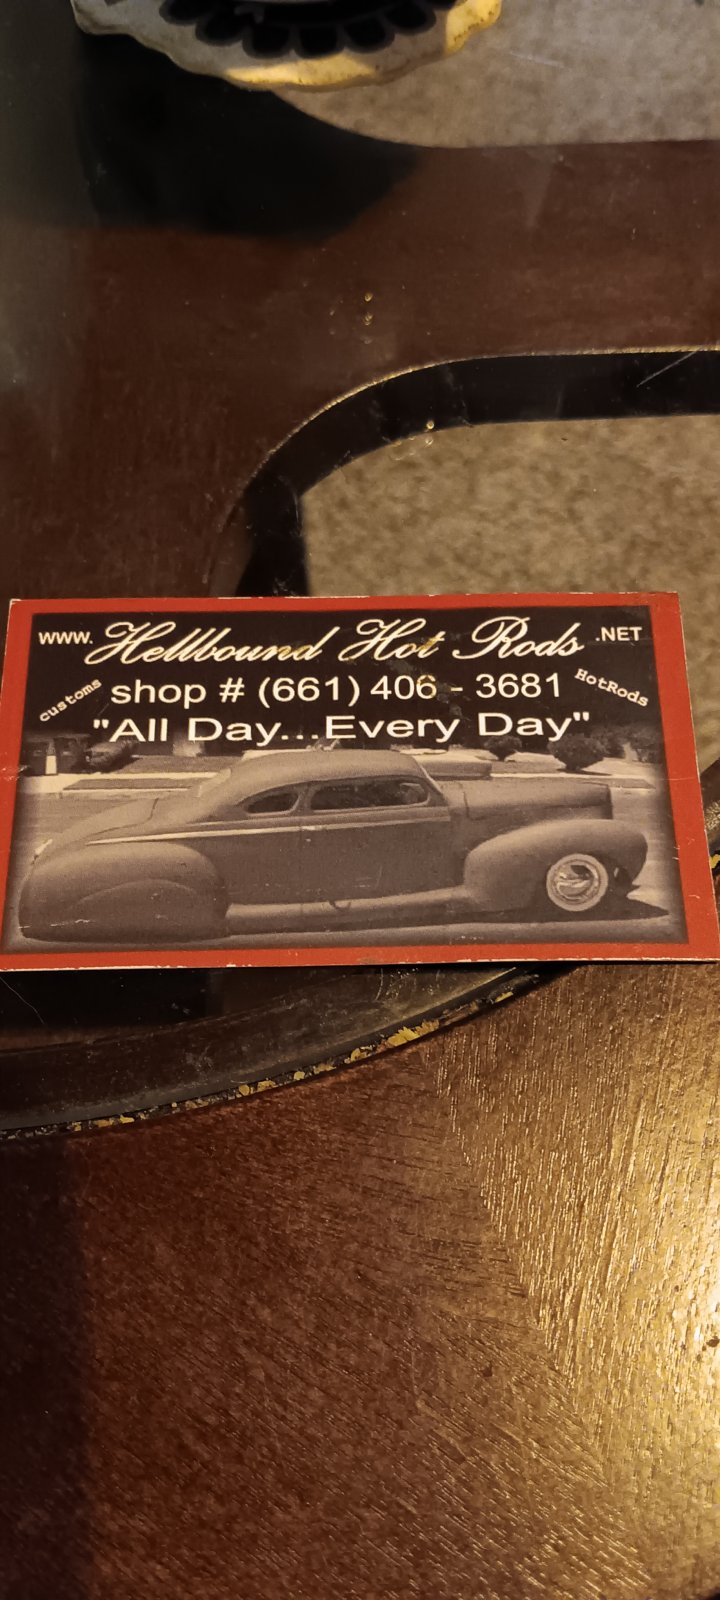 www. Hellbound Hot Rods .NET
customs shop # (661) 406 - 3681 HotRods
"All Day...Every Day"